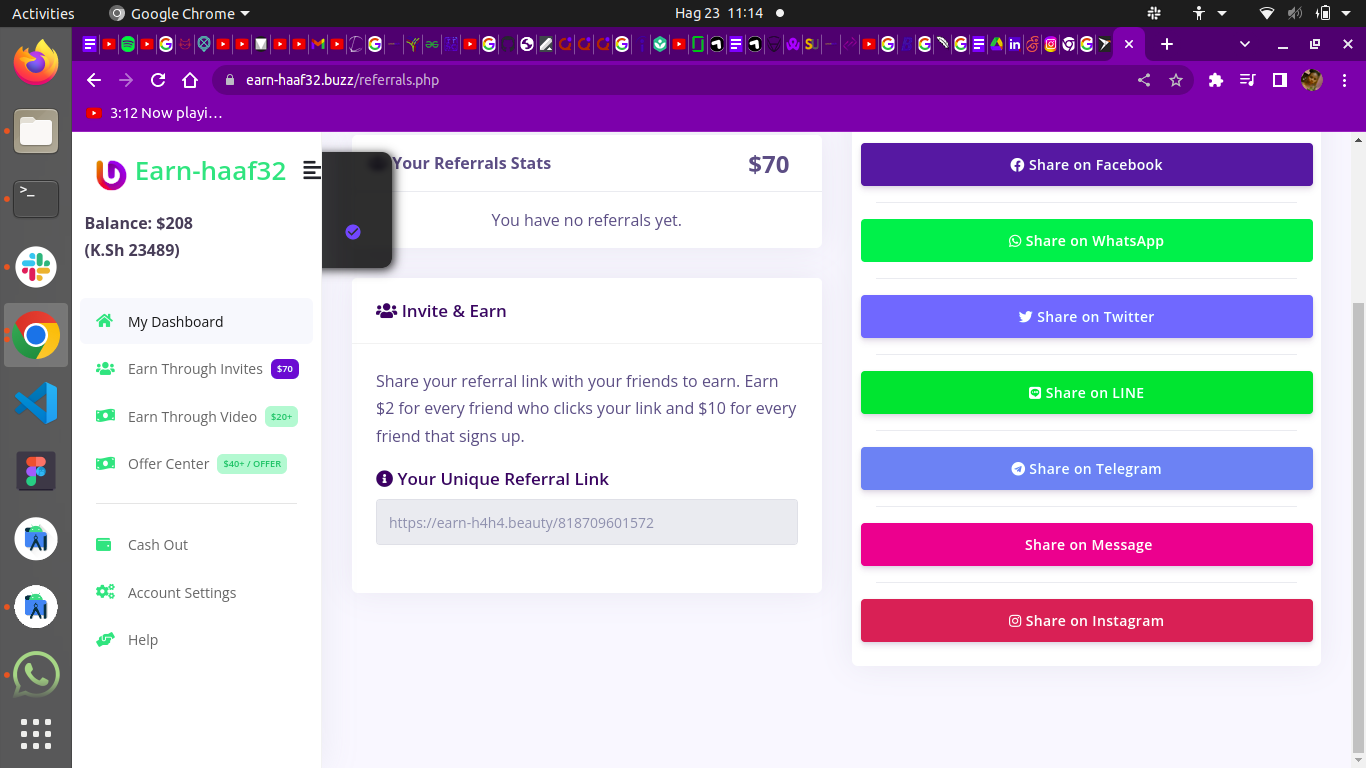 Activities
Google Chrome
Hag 23 11:14
earn-haaf32.buzz/referrals.php
3:12 Now playi…
Earn-haaf32
Balance: $208
(K.Sh 23489)
My Dashboard
Earn Through Invites $70
Earn Through Video $20+
Offer Center $40+ / OFFER
Cash Out
Account Settings
Help
Your Referrals Stats
$70
You have no referrals yet.
Invite & Earn
Share your referral link with your friends to earn. Earn
$2 for every friend who clicks your link and $10 for every
friend that signs up.
Your Unique Referral Link
https://earn-h4h4.beauty/818709601572
Share on Facebook
Share on WhatsApp
Share on Twitter
Share on LINE
Share on Telegram
Share on Message
Share on Instagram